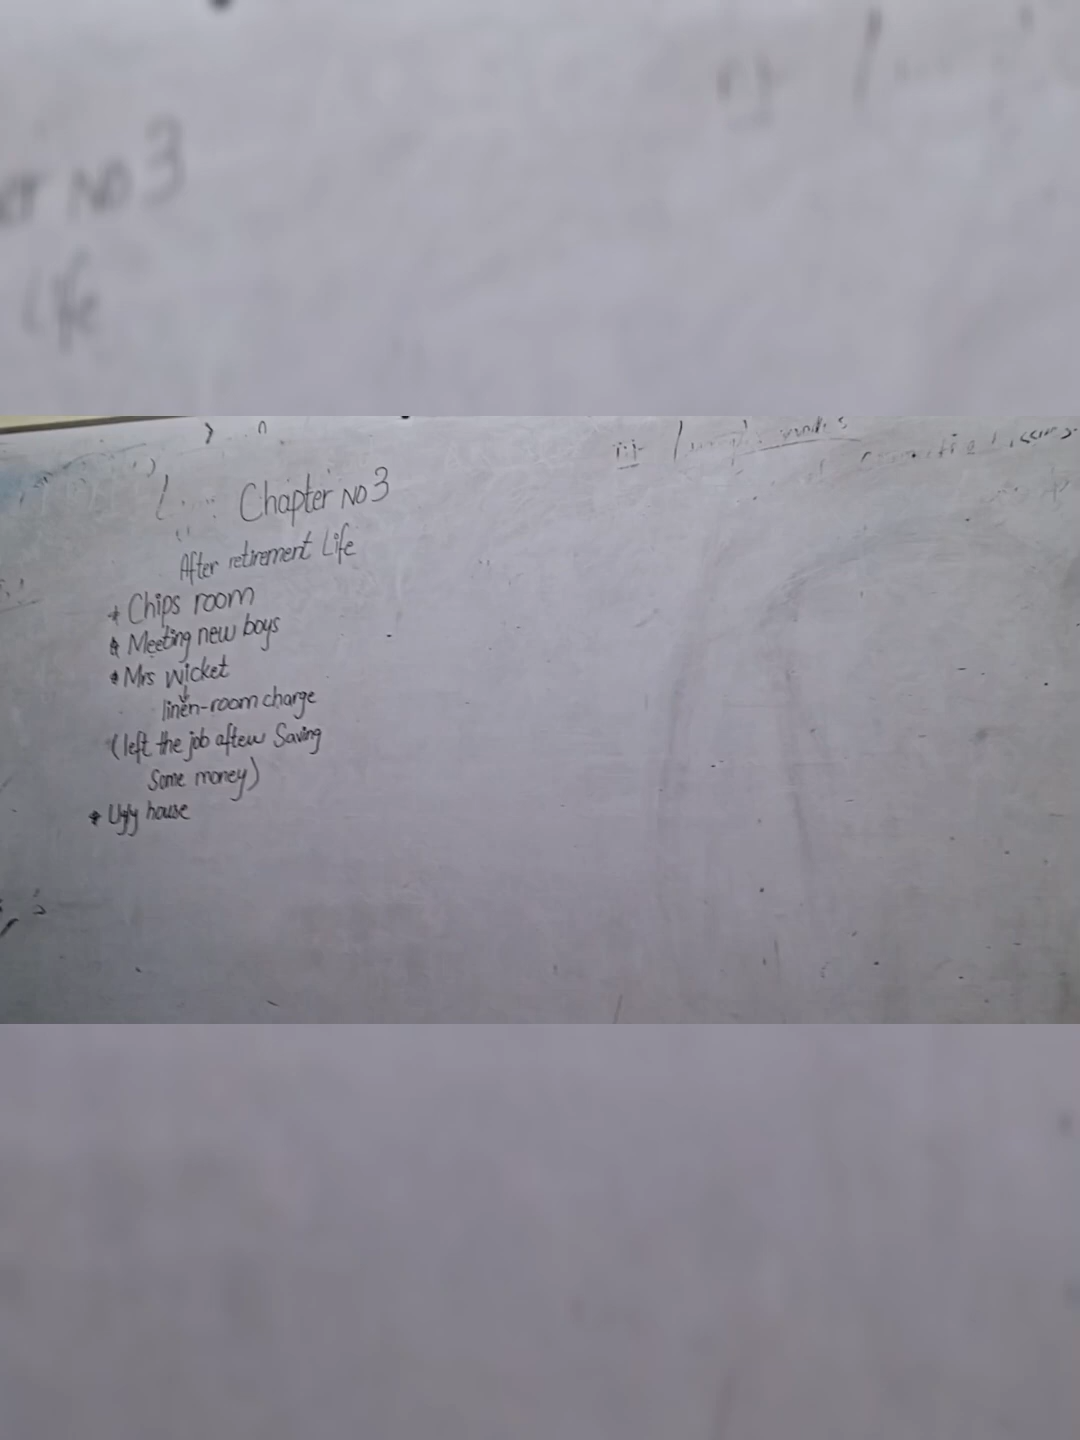 Chapter No 3
After retirement Life
* Chips room
* Meeting new boys
* Mrs Wicket
↓
linen-room charge
(left the job after Saving
Some money)
* Ugly house